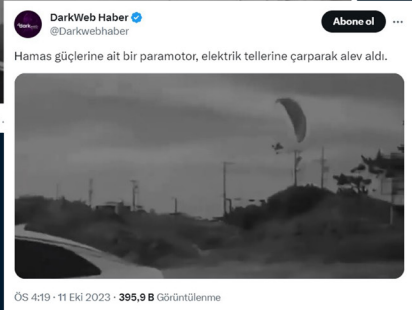 DarkWeb Haber
@Darkwebhaber
Abone ol
Hamas güçlerine ait bir paramotor, elektrik tellerine çarparak alev aldı.
ÖS 4:19 · 11 Eki 2023 · 395,9 B Görüntülenme